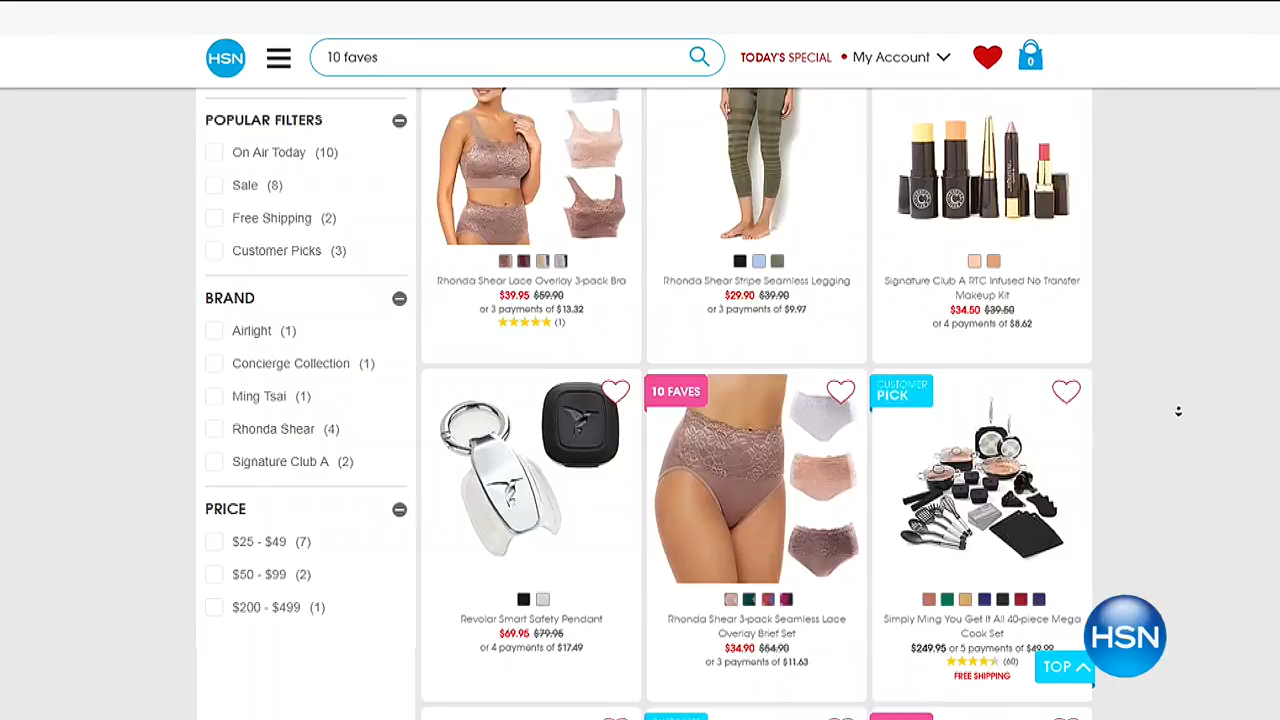 HSN
10 faves
TODAY'S SPECIAL • My Account
0
POPULAR FILTERS
On Air Today (10)
Sale (8)
Free Shipping (2)
Customer Picks (3)
BRAND
Airlight (1)
Concierge Collection (1)
Ming Tsai (1)
Rhonda Shear (4)
Signature Club A (2)
PRICE
$25 - $49 (7)
$50 - $99 (2)
$200 - $499 (1)
Rhonda Shear Lace Overlay 3-pack Bra
$39.95 $59.90
or 3 payments of $13.32
(1)
Rhonda Shear Stripe Seamless Legging
$29.90 $39.90
or 3 payments of $9.97
Signature Club A RTC Infused No Transfer
Makeup Kit
$34.50 $39.50
or 4 payments of $8.62
Revolar Smart Safety Pendant
$69.95 $79.95
or 4 payments of $17.49
10 FAVES
Rhonda Shear 3-pack Seamless Lace
Overlay Brief Set
$34.90 $54.90
or 3 payments of $11.63
CUSTOMER
PICK
Simply Ming You Get It All 40-piece Mega
Cook Set
$249.95 or 5 payments of $49.99
(60)
FREE SHIPPING
TOP
HSN